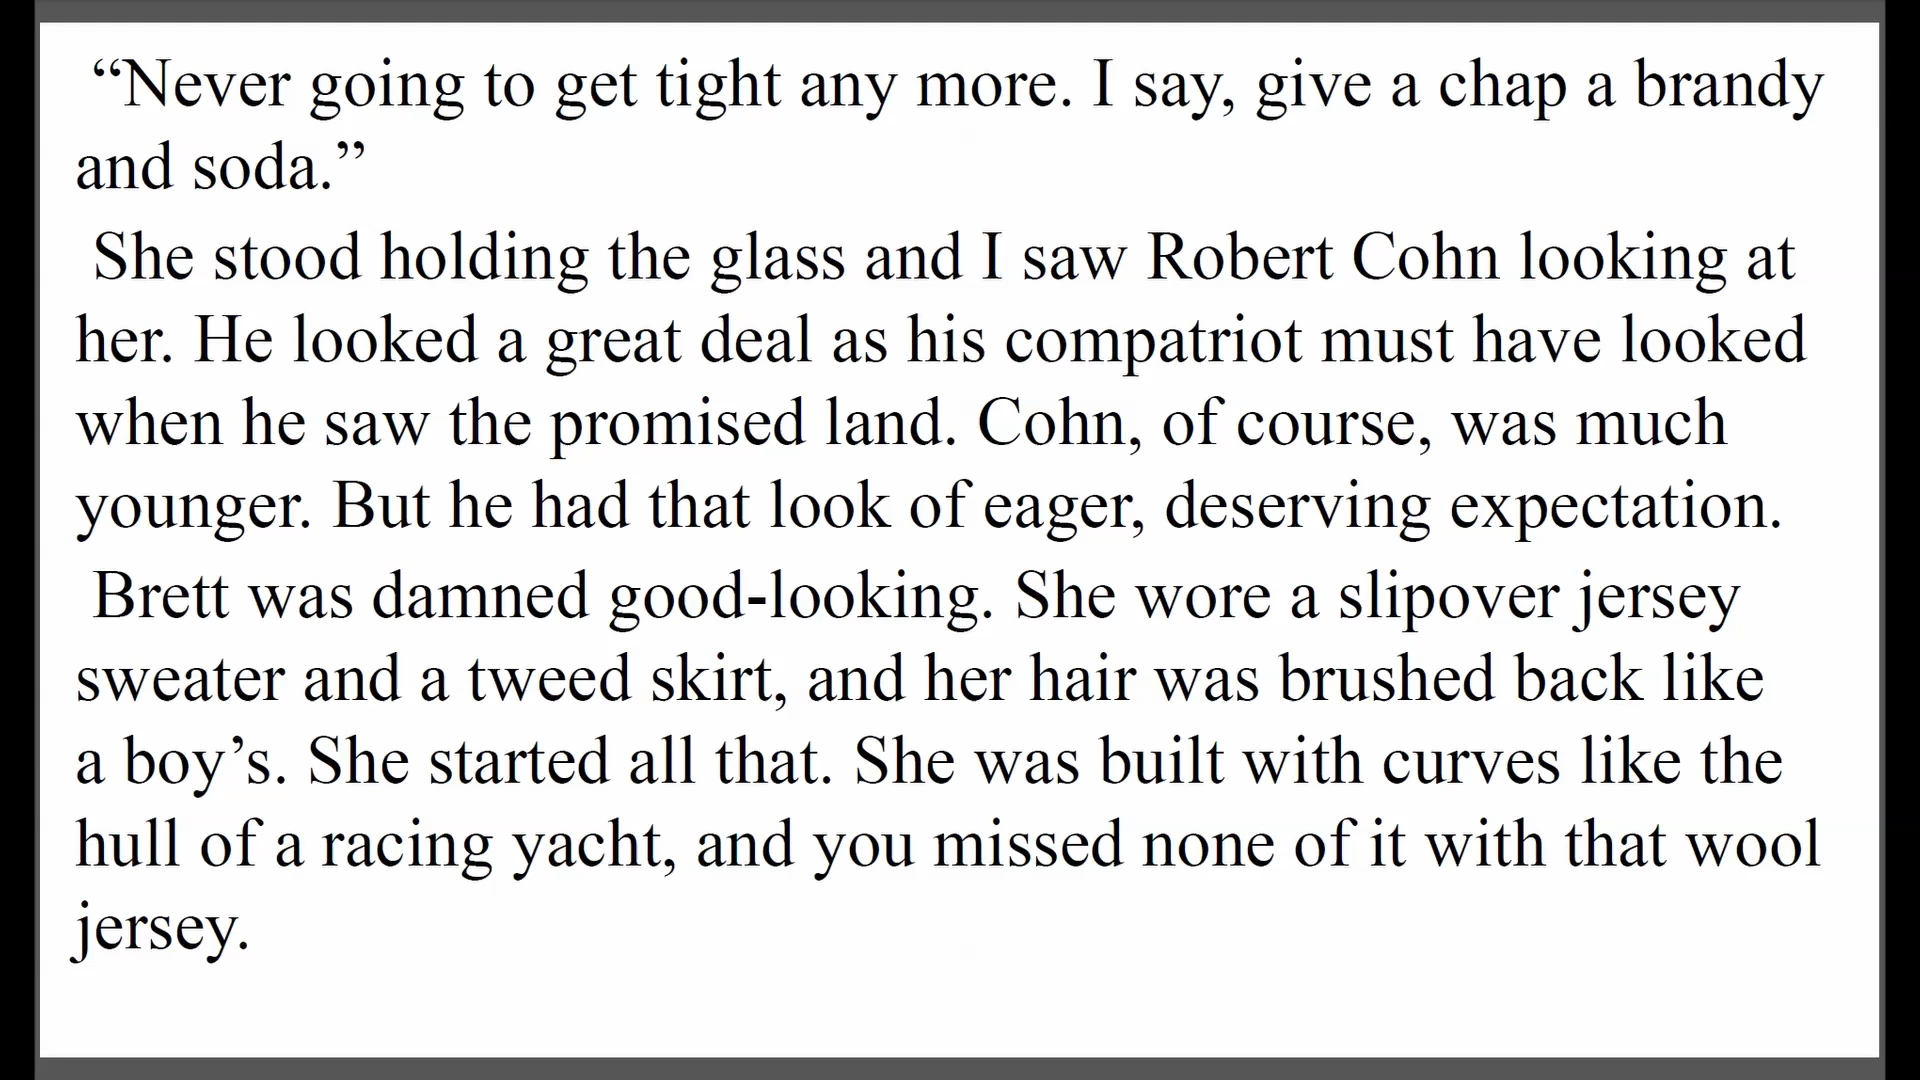 “Never going to get tight any more. I say, give a chap a brandy
and soda.”
She stood holding the glass and I saw Robert Cohn looking at
her. He looked a great deal as his compatriot must have looked
when he saw the promised land. Cohn, of course, was much
younger. But he had that look of eager, deserving expectation.
Brett was damned good-looking. She wore a slipover jersey
sweater and a tweed skirt, and her hair was brushed back like
a boy’s. She started all that. She was built with curves like the
hull of a racing yacht, and you missed none of it with that wool
jersey.